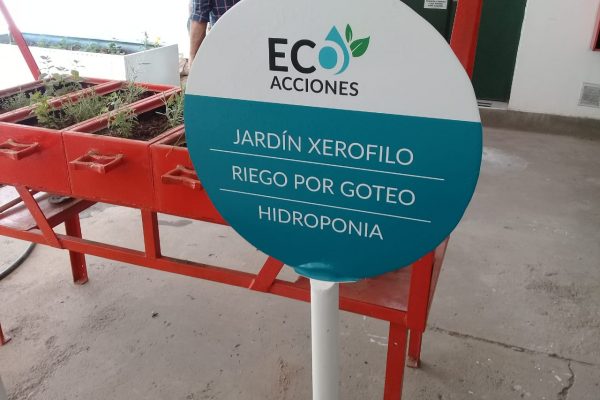 ECO
ACCIONES
JARDÍN XEROFILO
RIEGO POR GOTEO
HIDROPONIA